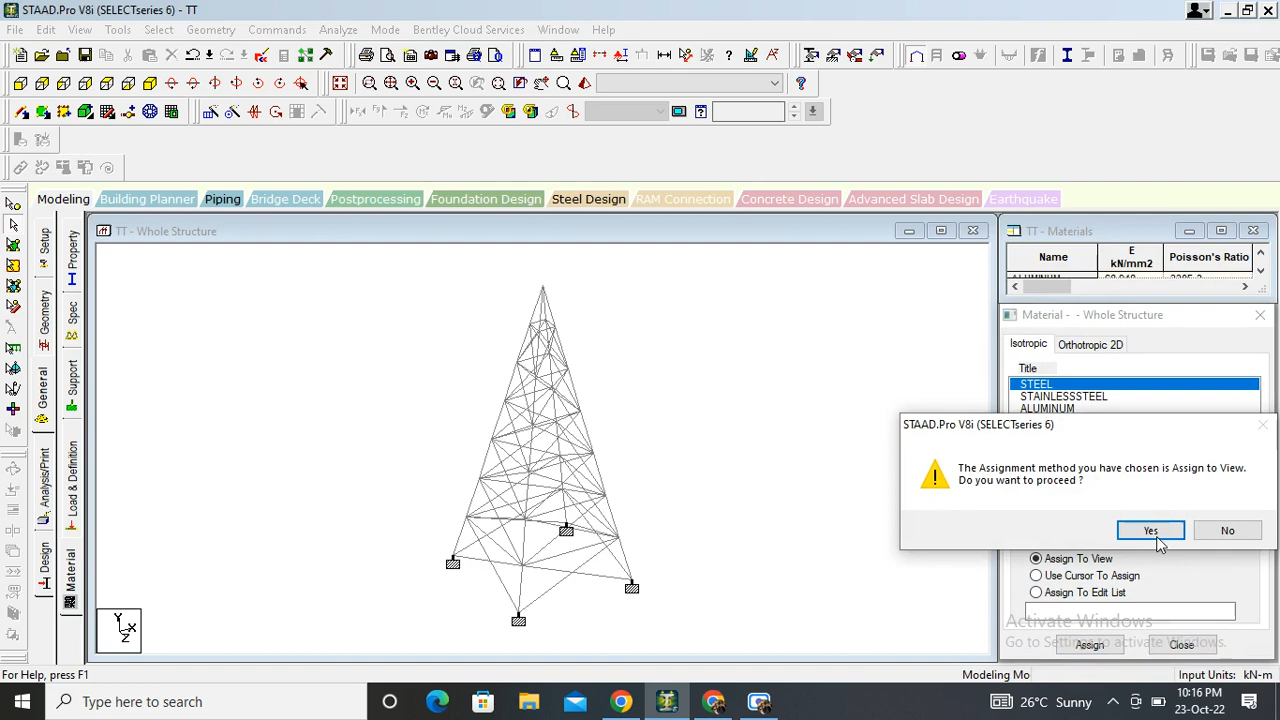 STAAD.Pro V8i (SELECTseries 6) - TT
File Edit View Tools Select Geometry Commands Analyze Mode Bentley Cloud Services Window Help
Modeling Building Planner Piping Bridge Deck Postprocessing Foundation Design Steel Design RAM Connection Concrete Design Advanced Slab Design Earthquake
TT - Whole Structure
Setup
Geometry
General
Analysis/Print
Design
Property
Spec
Support
Load & Definition
Material
Y
X
Z
TT - Materials
Name E kN/mm2 Poisson's Ratio
Material - - Whole Structure
Isotropic Orthotropic 2D
Title
STEEL
STAINLESSSTEEL
ALUMINUM
STAAD.Pro V8i (SELECTseries 6)
The Assignment method you have chosen is Assign to View.
Do you want to proceed ?
Yes No
Assign To View
Use Cursor To Assign
Assign To Edit List
Activate Windows
Go to Settings to activate Windows.
Assign Close
For Help, press F1 Modeling Mo Input Units: kN-m
Type here to search
26°C Sunny
10:16 PM
23-Oct-22